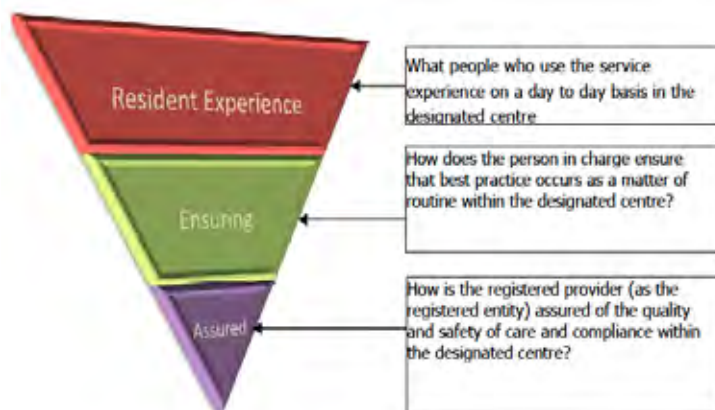 Resident Experience
What people who use the service
experience on a day to day basis in the
designated centre
Ensuring
How does the person in charge ensure
that best practice occurs as a matter of
routine within the designated centre?
Assured
How is the registered provider (as the
registered entity) assured of the quality
and safety of care and compliance within
the designated centre?